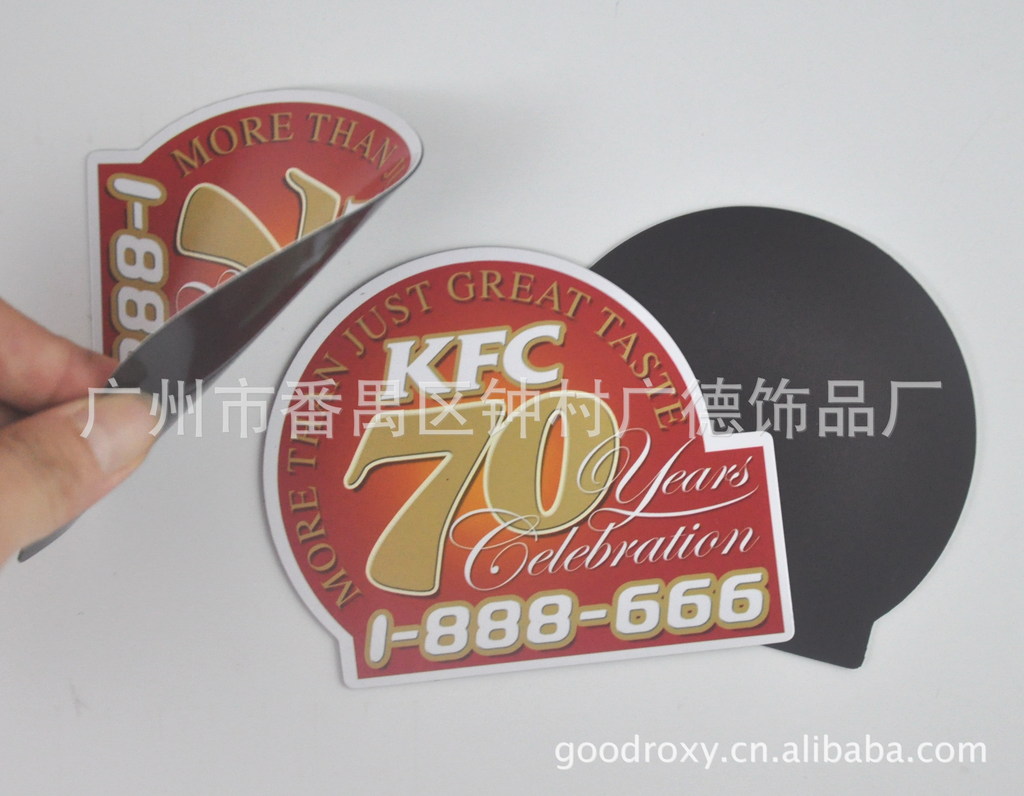 MORE THAN J
1-888
MORE THAN JUST GREAT TASTE
KFC
70
Years
Celebration
1-888-666
广州市番禺区钟村广德饰品厂
goodroxy.cn.alibaba.com